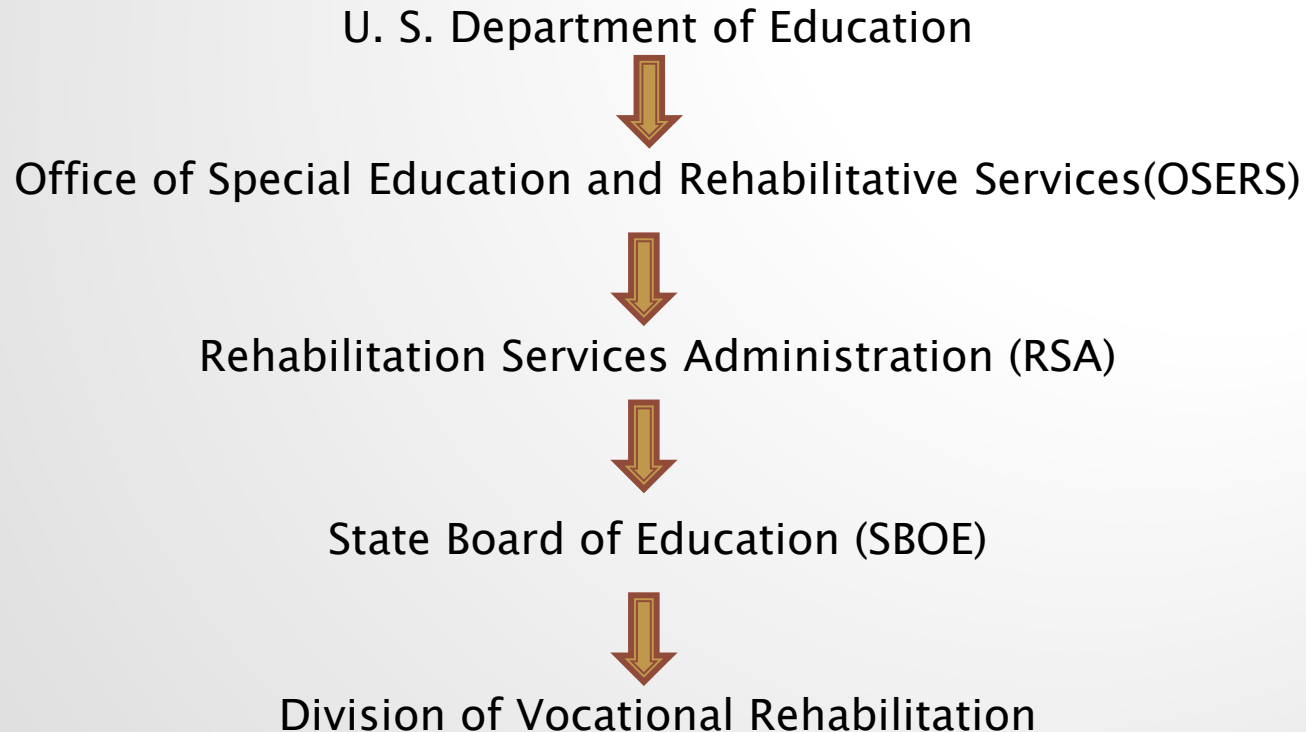 U. S. Department of Education
Office of Special Education and Rehabilitative Services(OSERS)
Rehabilitation Services Administration (RSA)
State Board of Education (SBOE)
Division of Vocational Rehabilitation